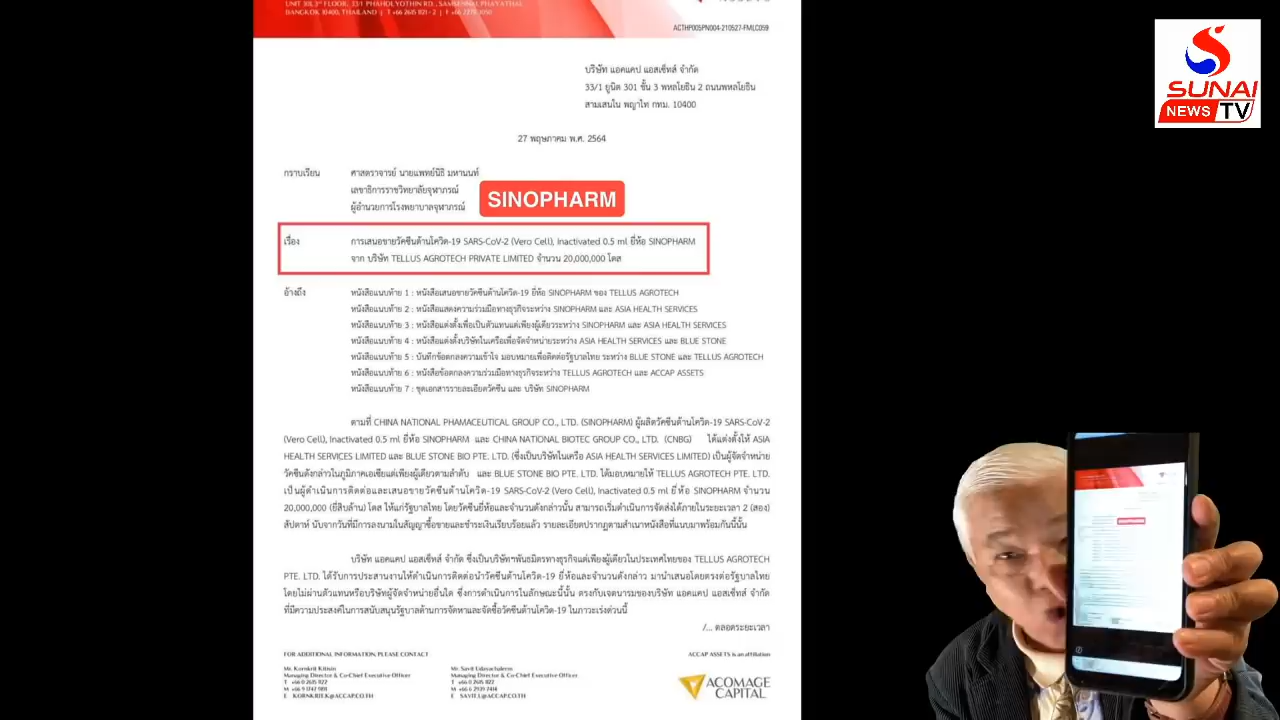 UNIT 301, 3RD FLOOR, 33/1 PHAHOLYOTHIN RD., SAMSENNAI, PHAYATHAI,
BANGKOK 10400, THAILAND | T +66 2615 1121 - 2 | F
ACTHP005PN004-210527-FMLC059
SUNAI
NEWS TV
บริษัท แอคแคป แอสเซ็ทส์ จำกัด
33/1 ยูนิต 301 ชั้น 3 พหลโยธิน 2 ถนนพหลโยธิน
สามเสนใน พญาไท กทม. 10400
27 พฤษภาคม พ.ศ. 2564
กราบเรียน ศาสตราจารย์ นายแพทย์นิธิ มหานนท์
เลขาธิการราชวิทยาลัยจุฬาภรณ์
ผู้อำนวยการโรงพยาบาลจุฬาภรณ์
SINOPHARM
เรื่อง การเสนอขายวัคซีนต้านโควิด-19 SARS-CoV-2 (Vero Cell), Inactivated 0.5 ml ยี่ห้อ SINOPHARM
จาก บริษัท TELLUS AGROTECH PRIVATE LIMITED จำนวน 20,000,000 โดส
อ้างถึง หนังสือแนบท้าย 1 : หนังสือเสนอขายวัคซีนต้านโควิด-19 ยี่ห้อ SINOPHARM ของ TELLUS AGROTECH
หนังสือแนบท้าย 2 : หนังสือแสดงความร่วมมือทางธุรกิจระหว่าง SINOPHARM และ ASIA HEALTH SERVICES
หนังสือแนบท้าย 3 : หนังสือแต่งตั้งเพื่อเป็นตัวแทนแต่เพียงผู้เดียวระหว่าง SINOPHARM และ ASIA HEALTH SERVICES
หนังสือแนบท้าย 4 : หนังสือแต่งตั้งบริษัทในเครือเพื่อจัดจำหน่ายระหว่าง ASIA HEALTH SERVICES และ BLUE STONE
หนังสือแนบท้าย 5 : บันทึกข้อตกลงความเข้าใจ มอบหมายเพื่อติดต่อรัฐบาลไทย ระหว่าง BLUE STONE และ TELLUS AGROTECH
หนังสือแนบท้าย 6 : หนังสือข้อตกลงความร่วมมือทางธุรกิจระหว่าง TELLUS AGROTECH และ ACCAP ASSETS
หนังสือแนบท้าย 7 : ชุดเอกสารรายละเอียดวัคซีน และ บริษัท SINOPHARM
ตามที่ CHINA NATIONAL PHAMACEUTICAL GROUP CO., LTD. (SINOPHARM) ผู้ผลิตวัคซีนต้านโควิด-19 SARS-CoV-2
(Vero Cell), Inactivated 0.5 ml ยี่ห้อ SINOPHARM และ CHINA NATIONAL BIOTEC GROUP CO., LTD. (CNBG) ได้แต่งตั้งให้ ASIA
HEALTH SERVICES LIMITED และ BLUE STONE BIO PTE. LTD. (ซึ่งเป็นบริษัทในเครือ ASIA HEALTH SERVICES LIMITED) เป็นผู้จัดจำหน่าย
วัคซีนดังกล่าวในภูมิภาคเอเชียแต่เพียงผู้เดียวตามลำดับ และ BLUE STONE BIO PTE. LTD. ได้มอบหมายให้ TELLUS AGROTECH PTE. LTD.
เป็นผู้ดำเนินการติดต่อและเสนอขายวัคซีนต้านโควิด-19 SARS-CoV-2 (Vero Cell), Inactivated 0.5 ml ยี่ห้อ SINOPHARM จำนวน
20,000,000 (ยี่สิบล้าน) โดส ให้แก่รัฐบาลไทย โดยวัคซีนยี่ห้อและจำนวนดังกล่าวนั้น สามารถเริ่มดำเนินการจัดส่งได้ภายในระยะเวลา 2 (สอง)
สัปดาห์ นับจากวันที่มีการลงนามในสัญญาซื้อขายและชำระเงินเรียบร้อยแล้ว รายละเอียดปรากฏตามสำเนาหนังสือที่แนบมาพร้อมกันนี้นั้น
บริษัท แอคแคป แอสเซ็ทส์ จำกัด ซึ่งเป็นบริษัทฯพันธมิตรทางธุรกิจแต่เพียงผู้เดียวในประเทศไทยของ TELLUS AGROTECH
PTE. LTD. ได้รับการประสานงานให้ดำเนินการติดต่อนำวัคซีนต้านโควิด-19 ยี่ห้อและจำนวนดังกล่าว มานำเสนอโดยตรงต่อรัฐบาลไทย
โดยไม่ผ่านตัวแทนหรือบริษัทผู้จัดจำหน่ายอื่นใด ซึ่งการดำเนินการในลักษณะนี้นั้น ตรงกับเจตนารมของบริษัท แอคแคป แอสเซ็ทส์ จำกัด
ที่มีความประสงค์ในการสนับสนุนรัฐบาลด้านการจัดหาและจัดซื้อวัคซีนต้านโควิด-19 ในภาวะเร่งด่วนนี้
/... ตลอดระยะเวลา
FOR ADDITIONAL INFORMATION, PLEASE CONTACT
ACCAP ASSETS is an affiliation
Mr. Kornkrit Kitisin
Managing Director & Co-Chief Executive Officer
T +66 0 2615 1122
M +66 9 1747 9191
E KORNKRIT.K@ACCAP.CO.TH
Mr. Savit Udayachalerm
Managing Director & Co-Chief Executive Officer
T +66 0 2615 1122
M +66 6 2939 7414
E SAVIT.U@ACCAP.CO.TH
ACOMAGE
CAPITAL